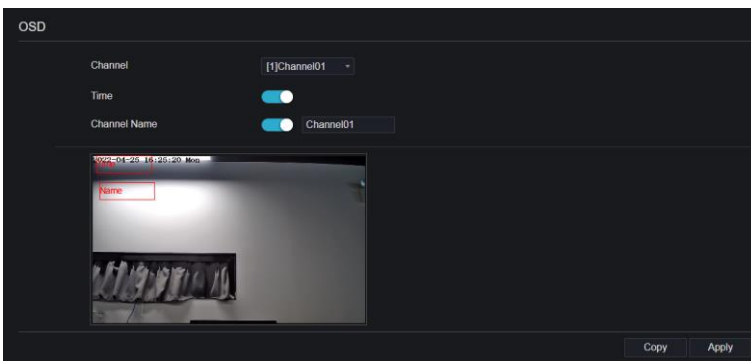 OSD
Channel [1]Channel01
Time
Channel Name Channel01
2022-04-25 16:25:20 Mon
Name
Copy Apply